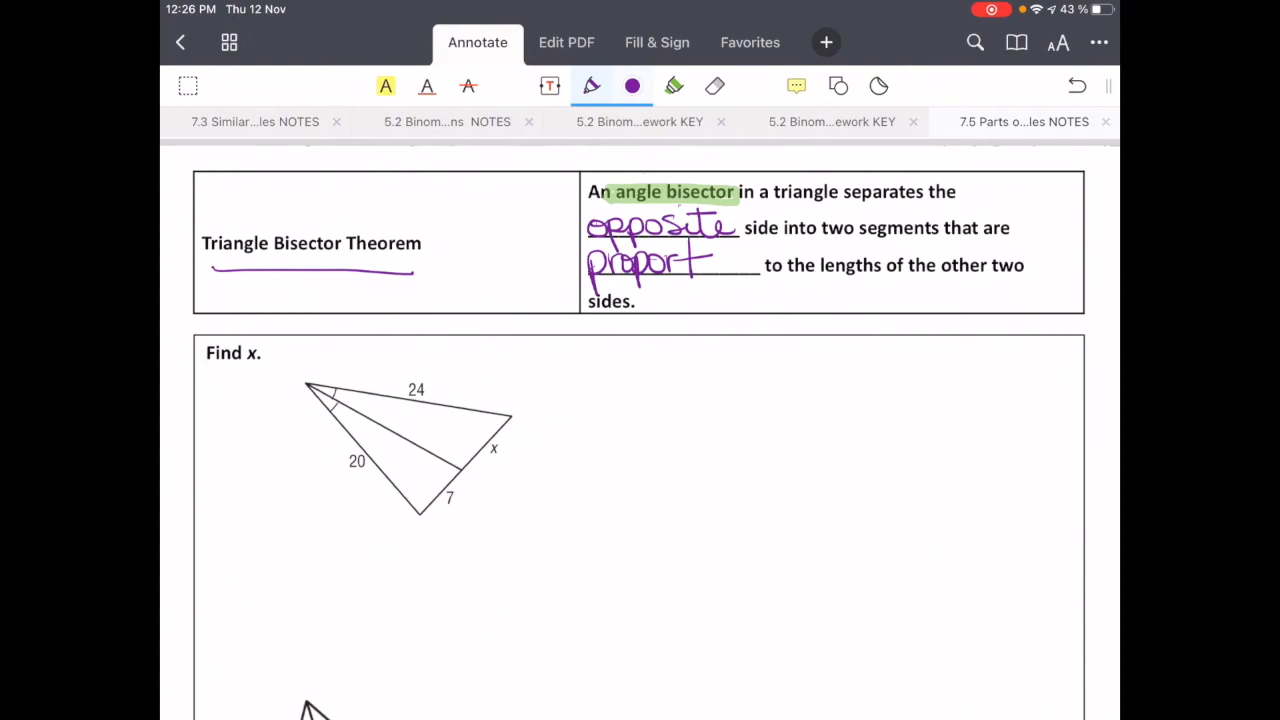 12:26 PM Thu 12 Nov
43 %
Annotate Edit PDF Fill & Sign Favorites
A A A T AA
7.3 Similar...les NOTES
5.2 Binom...ns NOTES
5.2 Binom...ework KEY
5.2 Binom...ework KEY
7.5 Parts o...les NOTES
Triangle Bisector Theorem
An angle bisector in a triangle separates the
opposite side into two segments that are
proport to the lengths of the other two
sides.
Find x.
24
x
20
7